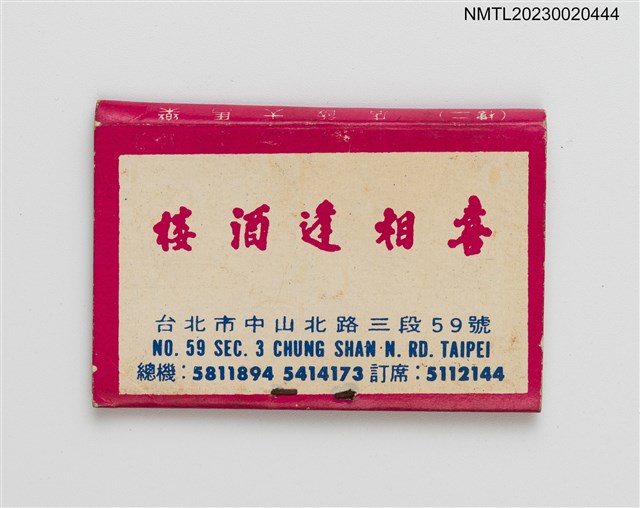 NMTL20230020444
喜相逢酒樓
台北市中山北路三段59號
NO. 59 SEC. 3 CHUNG SHAN N. RD. TAIPEI
總機：5811894 5414173 訂席：5112144